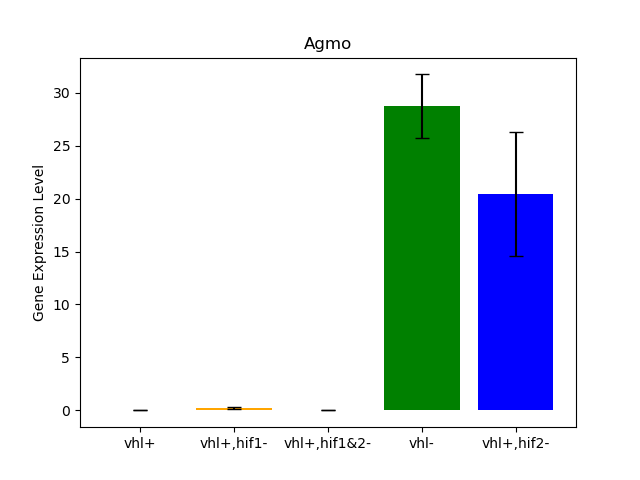 Agmo
Gene Expression Level
30
25
20
15
10
5
0
vhl+ vhl+,hif1- vhl+,hif1&2- vhl- vhl+,hif2-